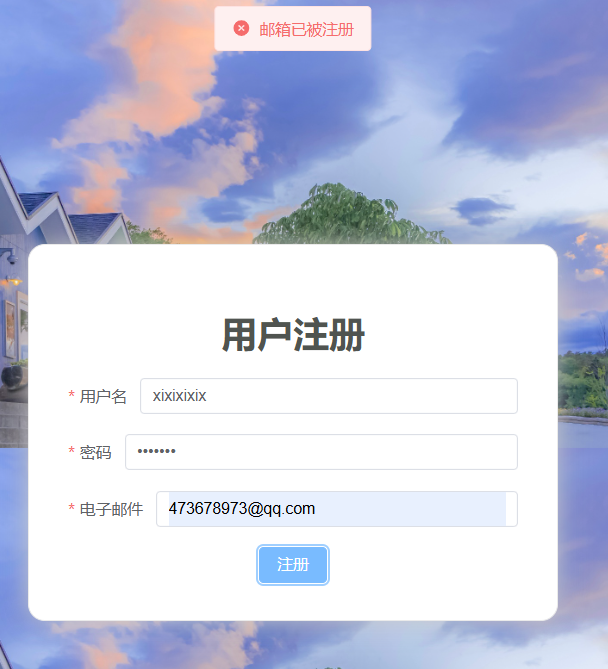 邮箱已被注册
用户注册
* 用户名 xixixixix
* 密码 •••••••
* 电子邮件 473678973@qq.com
注册